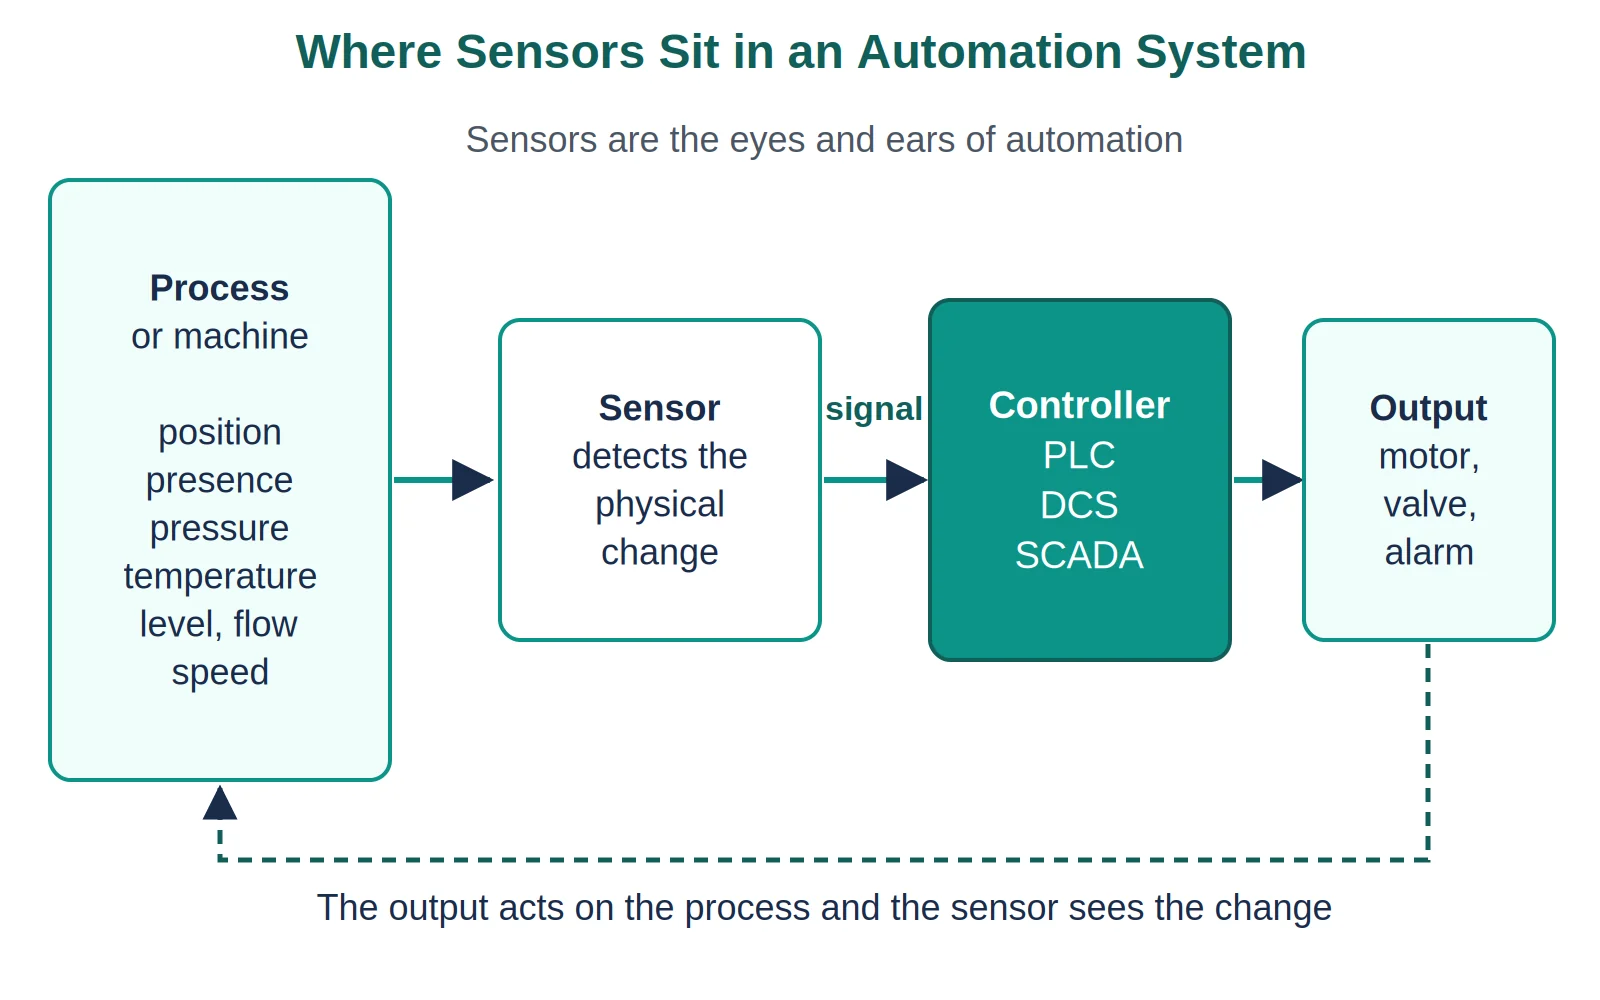 Where Sensors Sit in an Automation System
Sensors are the eyes and ears of automation
Process
or machine
position
presence
pressure
temperature
level, flow
speed
Sensor
detects the
physical
change
signal
Controller
PLC
DCS
SCADA
Output
motor,
valve,
alarm
The output acts on the process and the sensor sees the change